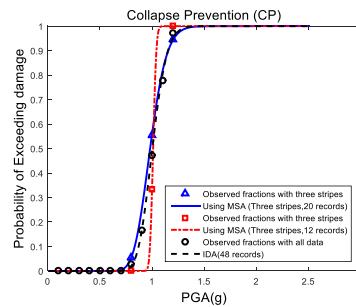 Collapse Prevention (CP)
1
0.9
0.8
0.7
0.6
0.5
0.4
0.3
0.2
0.1
0
Probability of Exceeding damage
Observed fractions with three stripes
Using MSA (Three stripes,20 records)
Observed fractions with three stripes
Using MSA (Three stripes,12 records)
Observed fractions with all data
IDA(48 records)
0 0.5 1 1.5 2 2.5
PGA(g)